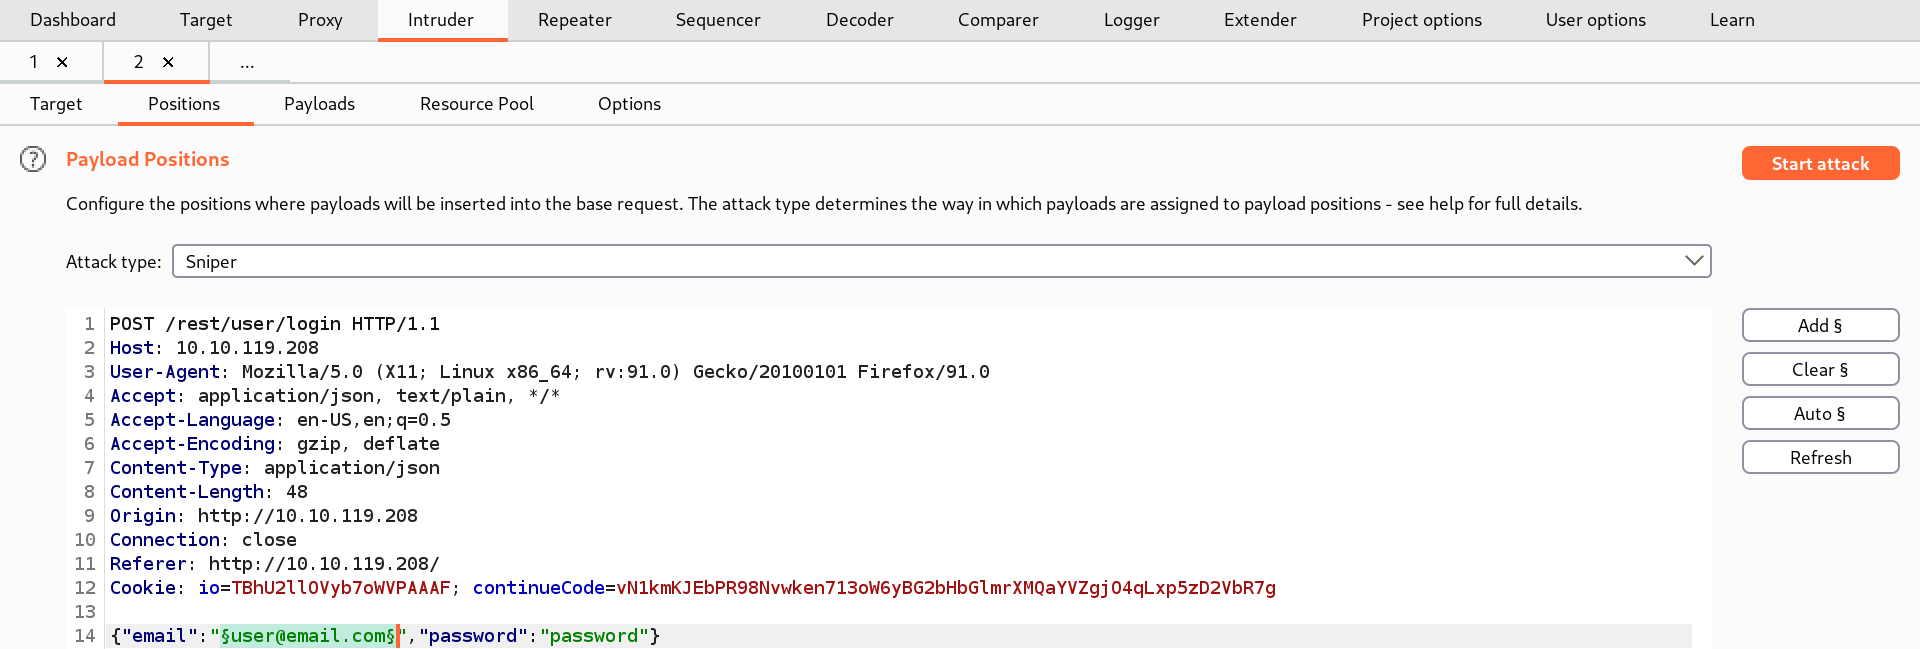 Dashboard Target Proxy Intruder Repeater Sequencer Decoder Comparer Logger Extender Project options User options Learn
1 × 2 × ...
Target Positions Payloads Resource Pool Options
? Payload Positions
Start attack
Configure the positions where payloads will be inserted into the base request. The attack type determines the way in which payloads are assigned to payload positions - see help for full details.
Attack type: Sniper
1 POST /rest/user/login HTTP/1.1
2 Host: 10.10.119.208
3 User-Agent: Mozilla/5.0 (X11; Linux x86_64; rv:91.0) Gecko/20100101 Firefox/91.0
4 Accept: application/json, text/plain, */*
5 Accept-Language: en-US,en;q=0.5
6 Accept-Encoding: gzip, deflate
7 Content-Type: application/json
8 Content-Length: 48
9 Origin: http://10.10.119.208
10 Connection: close
11 Referer: http://10.10.119.208/
12 Cookie: io=TBhU2llOVyb7oWVPAAAF; continueCode=vN1kmKJEbPR98Nvwken713oW6yBG2bHbGlmrXMQaYVZgjO4qLxp5zD2VbR7g
13
14 {"email":"§user@email.com§","password":"password"}
Add §
Clear §
Auto §
Refresh